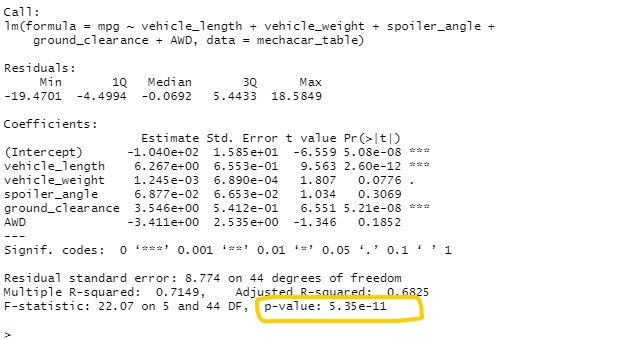 Call:
lm(formula = mpg ~ vehicle_length + vehicle_weight + spoiler_angle +
    ground_clearance + AWD, data = mechacar_table)
Residuals:
     Min       1Q   Median       3Q      Max
-19.4701  -4.4994  -0.0692   5.4433  18.5849
Coefficients:
                   Estimate Std. Error t value Pr(>|t|)
(Intercept)      -1.040e+02  1.585e+01  -6.559 5.08e-08 ***
vehicle_length    6.267e+00  6.553e-01   9.563 2.60e-12 ***
vehicle_weight    1.245e-03  6.890e-04   1.807   0.0776 .
spoiler_angle     6.877e-02  6.653e-02   1.034   0.3069
ground_clearance  3.546e+00  5.412e-01   6.551 5.21e-08 ***
AWD              -3.411e+00  2.535e+00  -1.346   0.1852
---
Signif. codes:  0 ‘***’ 0.001 ‘**’ 0.01 ‘*’ 0.05 ‘.’ 0.1 ‘ ’ 1
Residual standard error: 8.774 on 44 degrees of freedom
Multiple R-squared:  0.7149,    Adjusted R-squared:  0.6825
F-statistic: 22.07 on 5 and 44 DF,  p-value: 5.35e-11
>